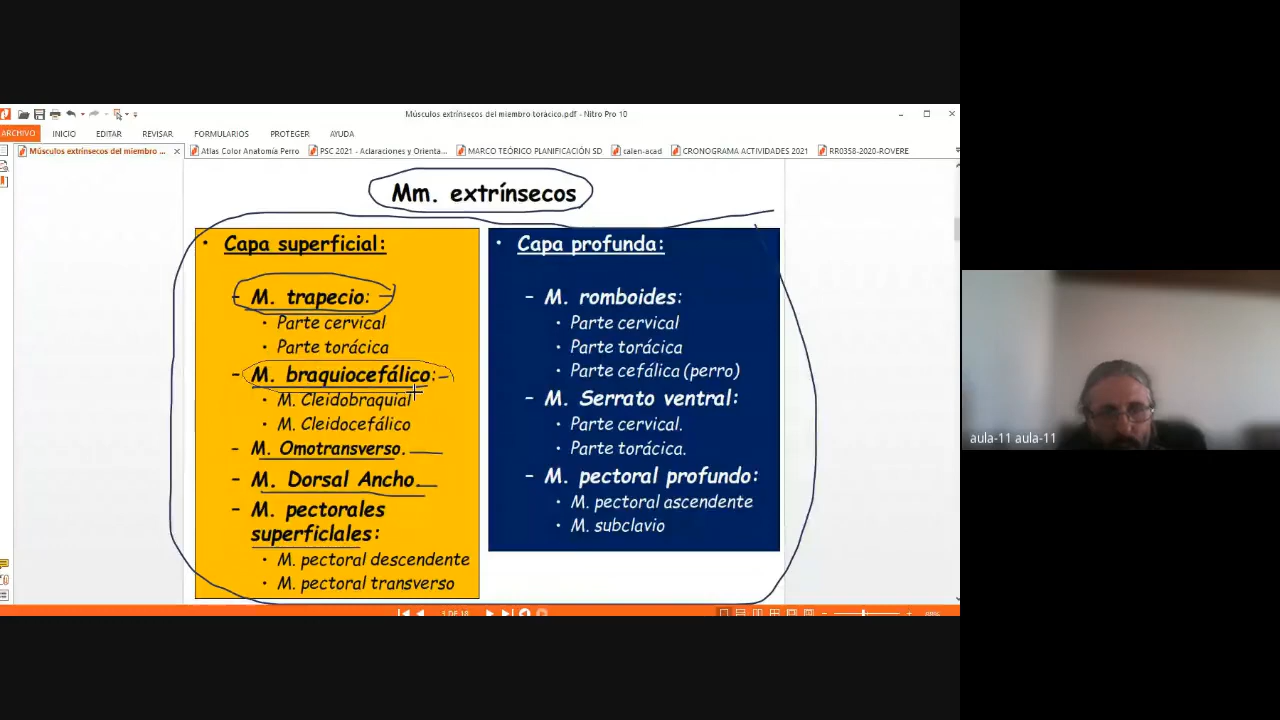 Músculos extrínsecos del miembro torácico.pdf - Nitro Pro 10
ARCHIVO INICIO EDITAR REVISAR FORMULARIOS PROTEGER AYUDA
Músculos extrínsecos del miembro ... Atlas Color Anatomía Perro PSC 2021 - Aclaraciones y Orienta... MARCO TEÓRICO PLANIFICACIÓN SD calen-acad CRONOGRAMA ACTIVIDADES 2021 RR0358-2020-ROVERE
Mm. extrínsecos
• Capa superficial:
- M. trapecio:
• Parte cervical
• Parte torácica
- M. braquiocefálico:
• M. Cleidobraquial
• M. Cleidocefálico
- M. Omotransverso.
- M. Dorsal Ancho.
- M. pectorales
superficlales:
• M. pectoral descendente
• M. pectoral transverso
• Capa profunda:
- M. romboides:
• Parte cervical
• Parte torácica
• Parte cefálica (perro)
- M. Serrato ventral:
• Parte cervical.
• Parte torácica.
- M. pectoral profundo:
• M. pectoral ascendente
• M. subclavio
aula-11 aula-11
DE 18